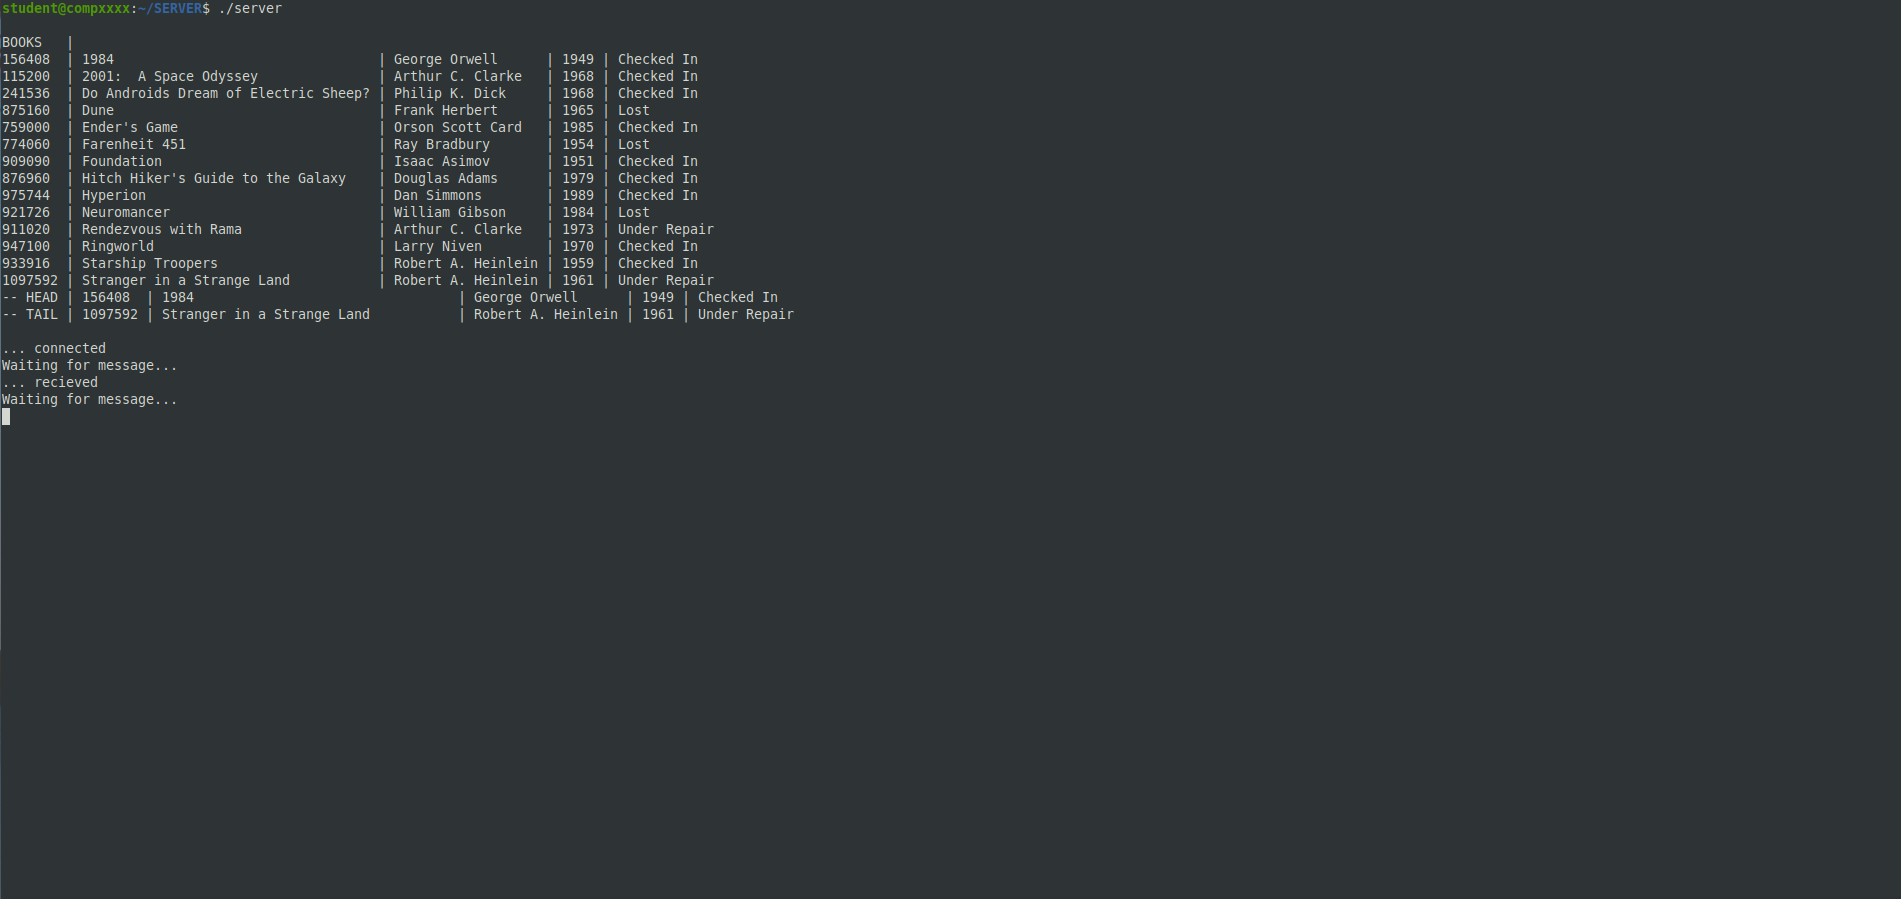 student@compxxxx:~/SERVER$ ./server
BOOKS   |
156408  | 1984                                 | George Orwell      | 1949 | Checked In
115200  | 2001:  A Space Odyssey               | Arthur C. Clarke   | 1968 | Checked In
241536  | Do Androids Dream of Electric Sheep? | Philip K. Dick     | 1968 | Checked In
875160  | Dune                                 | Frank Herbert      | 1965 | Lost
759000  | Ender's Game                         | Orson Scott Card   | 1985 | Checked In
774060  | Farenheit 451                        | Ray Bradbury       | 1954 | Lost
909090  | Foundation                           | Isaac Asimov       | 1951 | Checked In
876960  | Hitch Hiker's Guide to the Galaxy    | Douglas Adams      | 1979 | Checked In
975744  | Hyperion                             | Dan Simmons        | 1989 | Checked In
921726  | Neuromancer                          | William Gibson     | 1984 | Lost
911020  | Rendezvous with Rama                 | Arthur C. Clarke   | 1973 | Under Repair
947100  | Ringworld                            | Larry Niven        | 1970 | Checked In
933916  | Starship Troopers                    | Robert A. Heinlein | 1959 | Checked In
1097592 | Stranger in a Strange Land           | Robert A. Heinlein | 1961 | Under Repair
-- HEAD | 156408  | 1984                                 | George Orwell      | 1949 | Checked In
-- TAIL | 1097592 | Stranger in a Strange Land           | Robert A. Heinlein | 1961 | Under Repair
... connected
Waiting for message...
... recieved
Waiting for message...